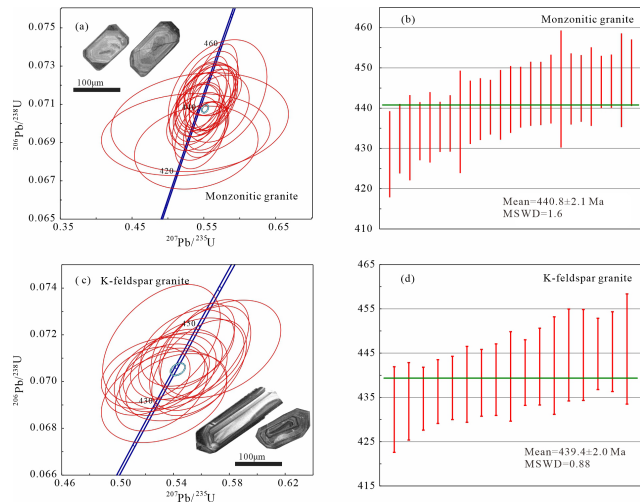 (a)
460
100μm
420
Monzonitic granite
0.076
0.073
0.071
0.069
0.067
0.065
0.35
0.45
0.55
0.65
0.75
²⁰⁶Pb/²³⁸U
²⁰⁷Pb/²³⁵U
(b)
Monzonitic granite
465
460
450
440
430
420
410
Mean=440.8±2.1 Ma
MSWD=1.6
(c)
K-feldspar granite
450
430
100μm
0.078
0.074
0.070
0.066
0.46
0.50
0.54
0.58
0.62
²⁰⁶Pb/²³⁸U
²⁰⁷Pb/²³⁵U
(d)
K-feldspar granite
465
455
445
435
425
415
Mean=439.4±2.0 Ma
MSWD=0.88